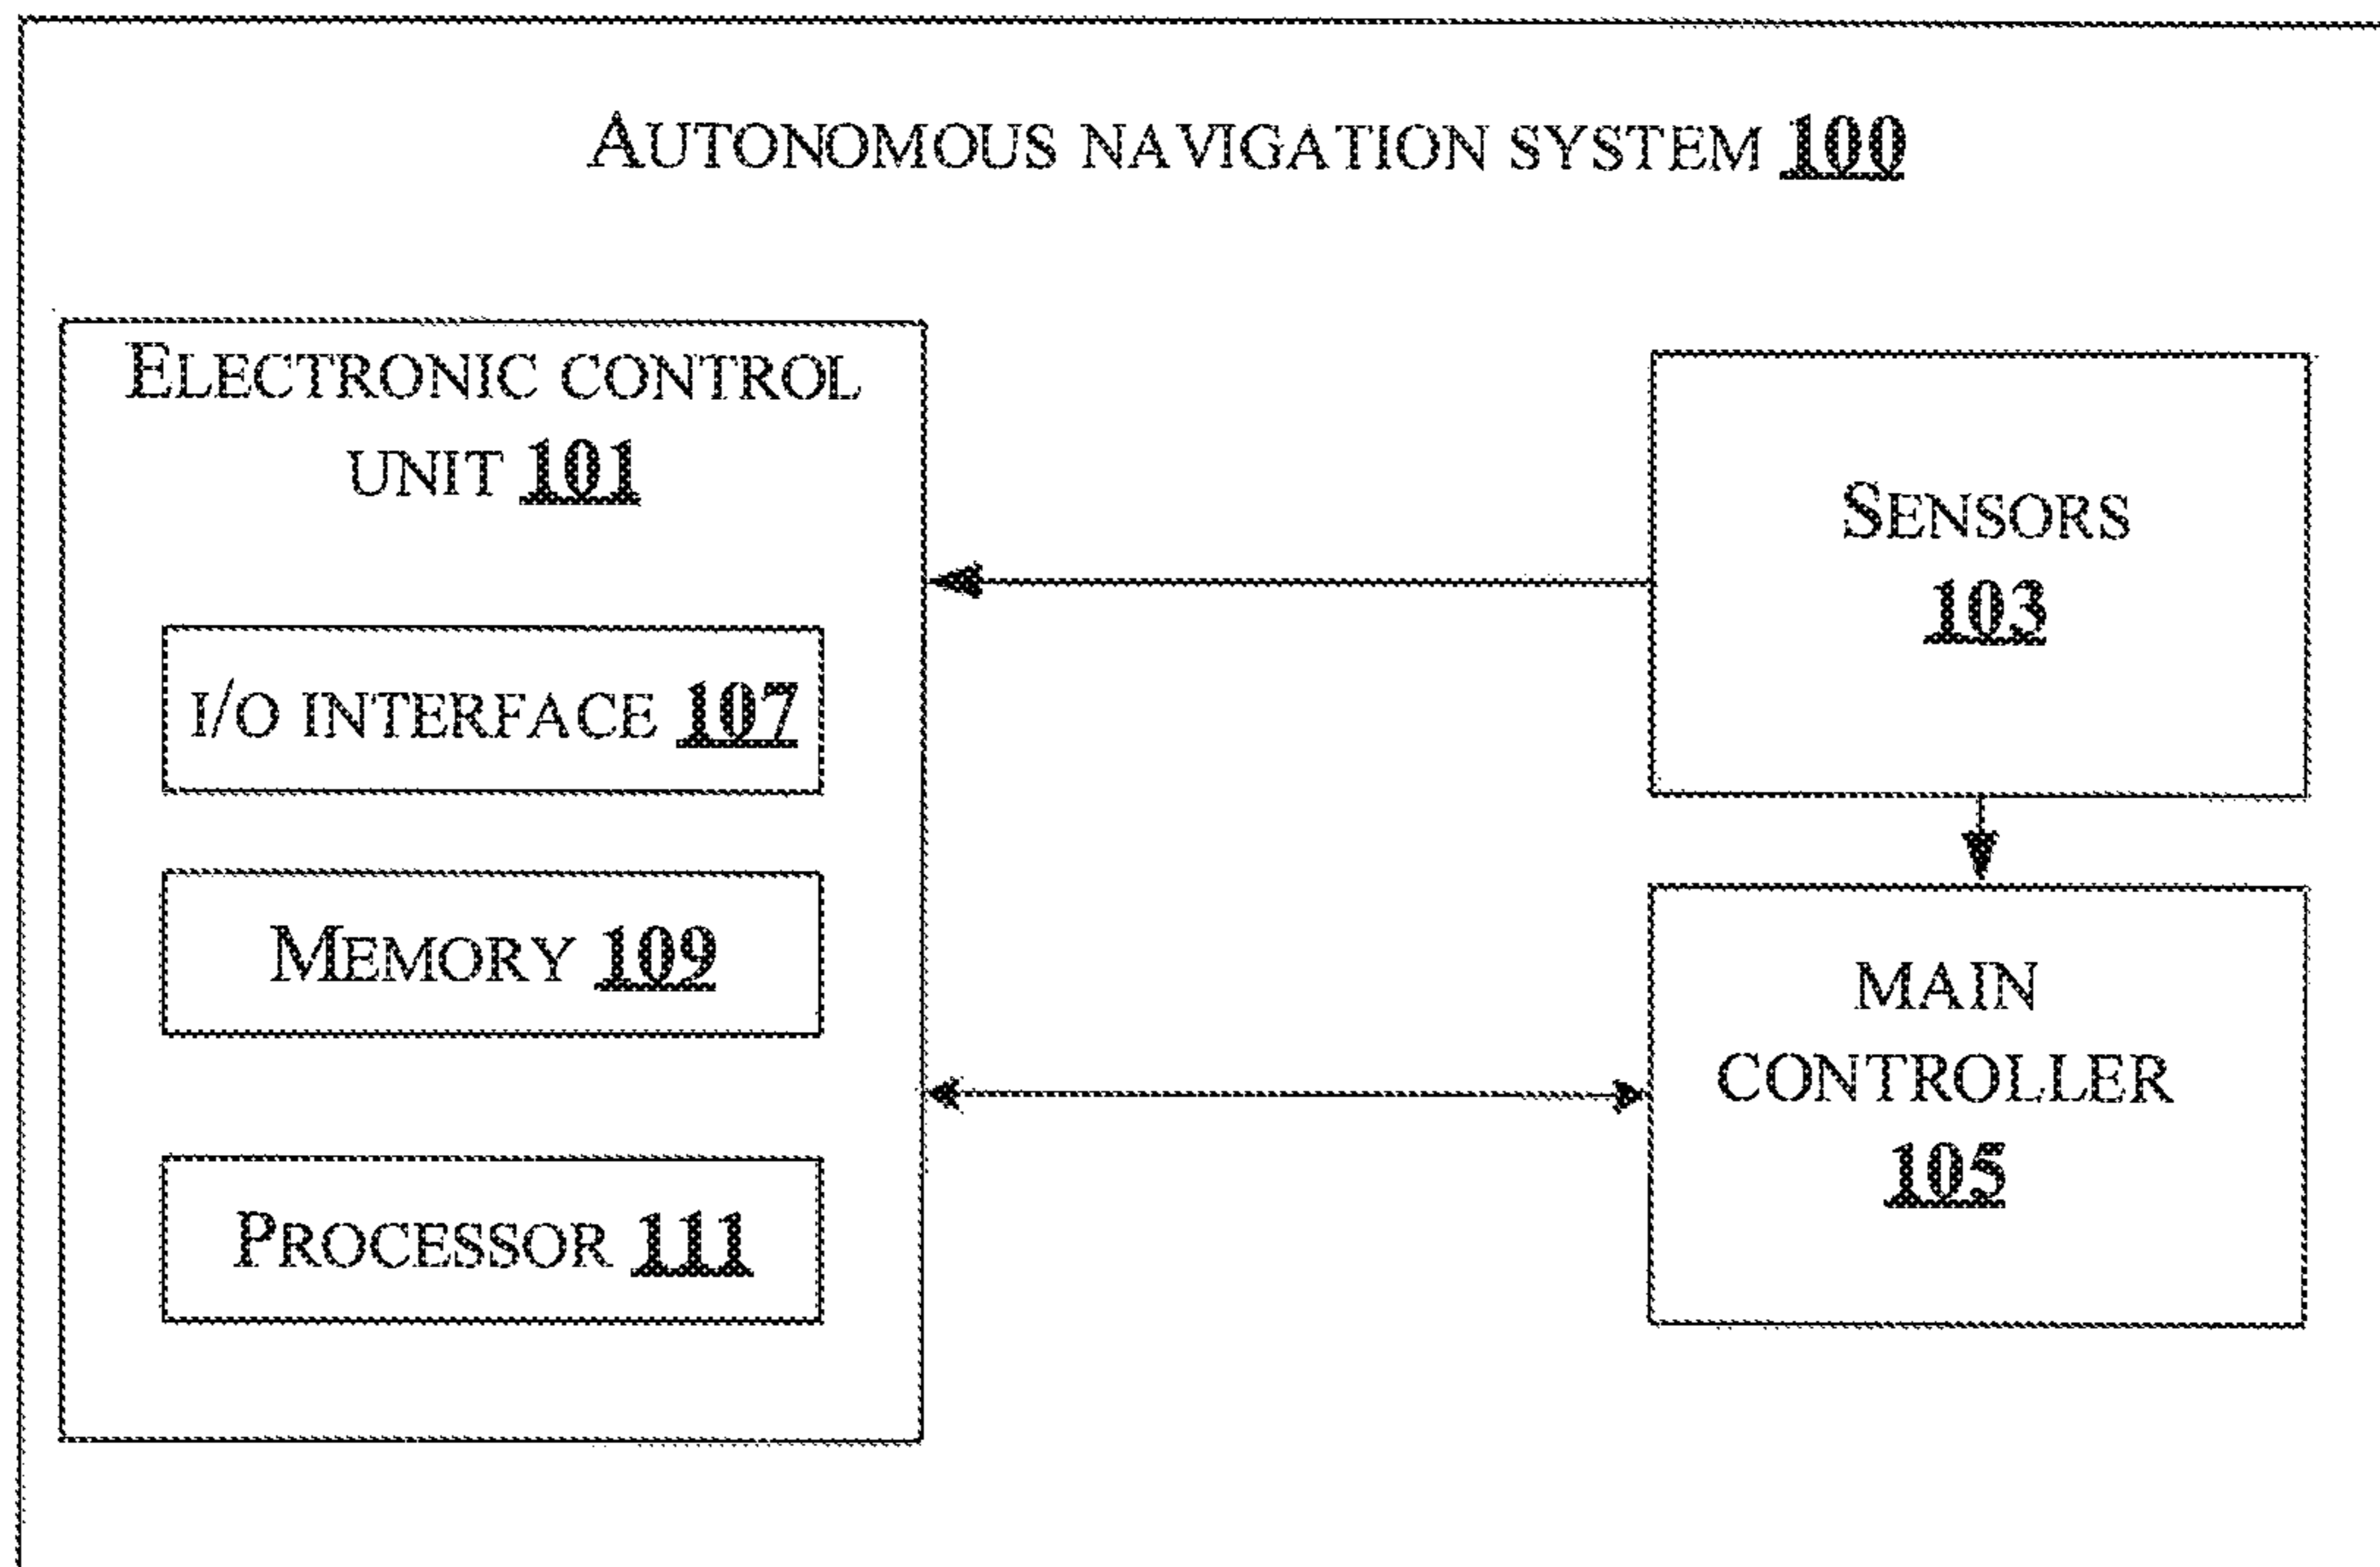 AUTONOMOUS NAVIGATION SYSTEM 100
ELECTRONIC CONTROL
UNIT 101
I/O INTERFACE 107
MEMORY 109
PROCESSOR 111
SENSORS
103
MAIN
CONTROLLER
105